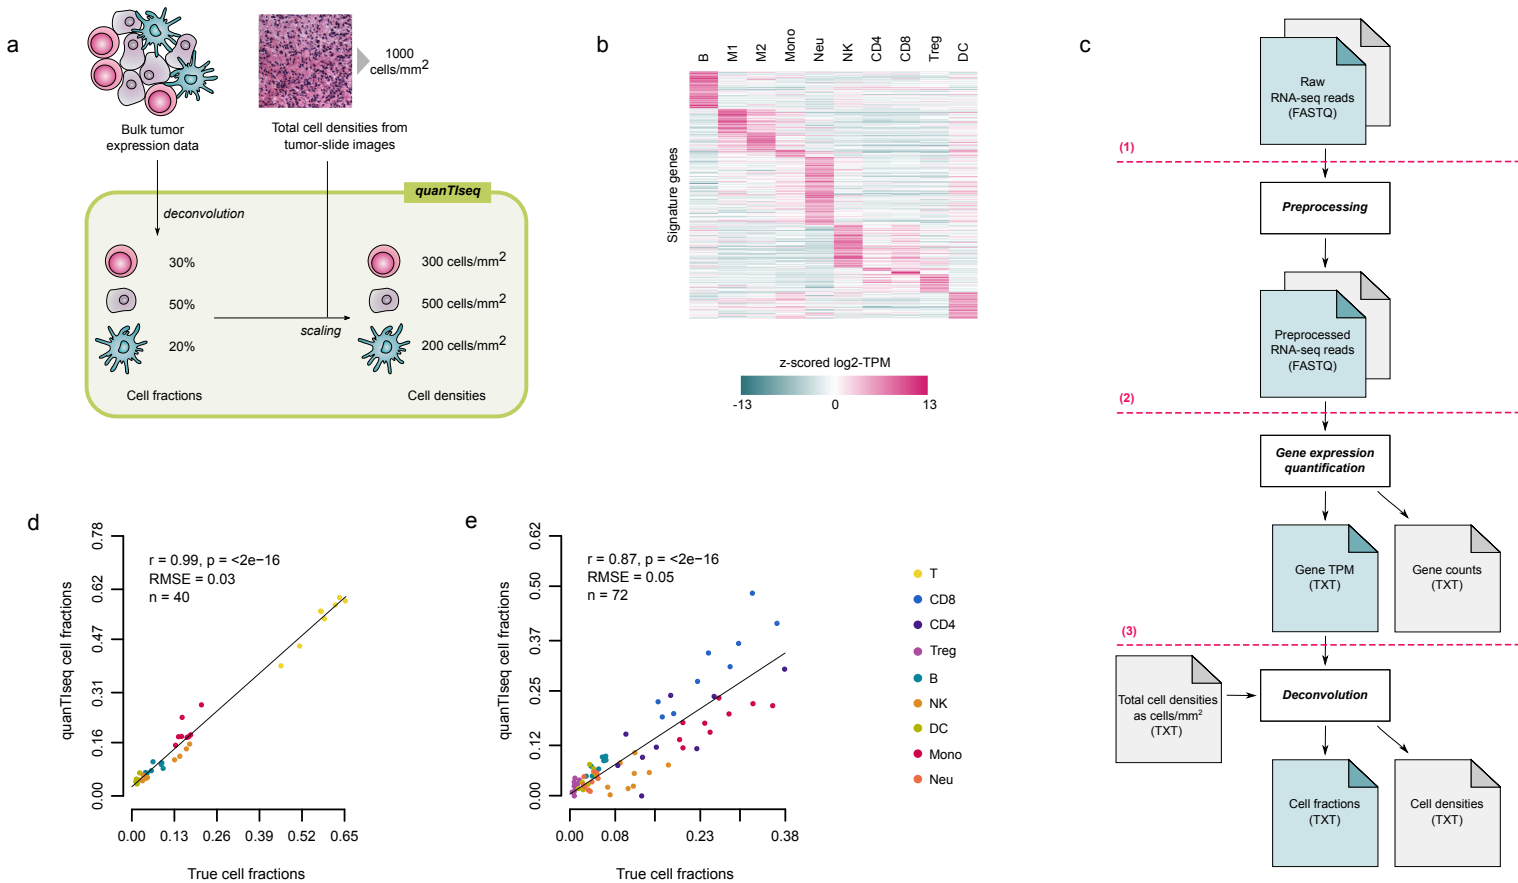 a
1000
cells/mm2
Bulk tumor
expression data
Total cell densities from
tumor-slide images
quanTIseq
deconvolution
30%
50%
20%
scaling
300 cells/mm2
500 cells/mm2
200 cells/mm2
Cell fractions
Cell densities
b
B
M1
M2
Mono
Neu
NK
CD4
CD8
Treg
DC
Signature genes
z-scored log2-TPM
-13
0
13
c
Raw
RNA-seq reads
(FASTQ)
(1)
Preprocessing
Preprocessed
RNA-seq reads
(FASTQ)
(2)
Gene expression
quantification
Gene TPM
(TXT)
Gene counts
(TXT)
(3)
Total cell densities
as cells/mm2
(TXT)
Deconvolution
Cell fractions
(TXT)
Cell densities
(TXT)
d
quanTIseq cell fractions
0.78
0.62
0.47
0.31
0.16
0.00
r = 0.99, p = <2e−16
RMSE = 0.03
n = 40
0.00 0.13 0.26 0.39 0.52 0.65
True cell fractions
e
quanTIseq cell fractions
0.62
0.50
0.37
0.25
0.12
0.00
r = 0.87, p = <2e−16
RMSE = 0.05
n = 72
0.00 0.08 0.23 0.38
True cell fractions
T
CD8
CD4
Treg
B
NK
DC
Mono
Neu